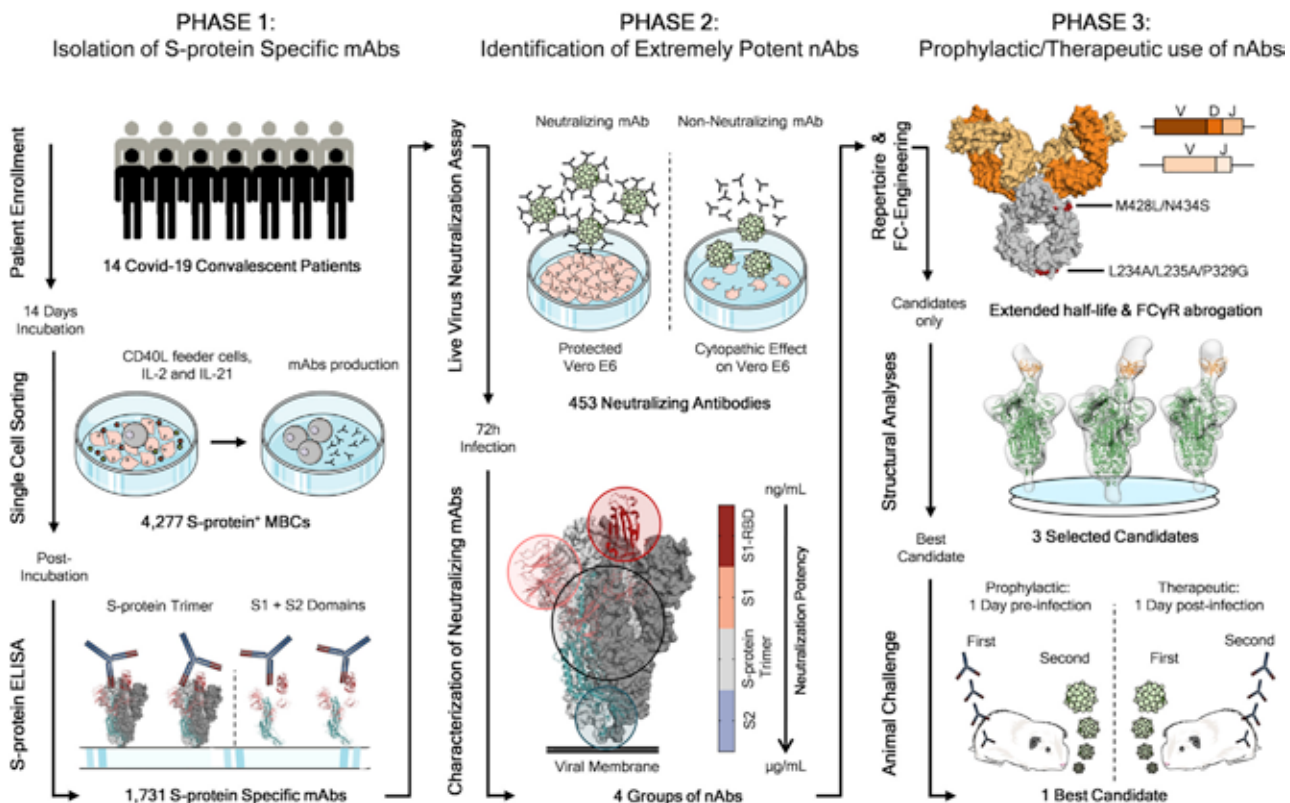 PHASE 1:
Isolation of S-protein Specific mAbs
Patient Enrollment
14 Covid-19 Convalescent Patients
14 Days
Incubation
Single Cell Sorting
CD40L feeder cells,
IL-2 and IL-21
mAbs production
4,277 S-protein⁺ MBCs
Post-
Incubation
S-protein ELISA
S-protein Trimer
S1 + S2 Domains
1,731 S-protein Specific mAbs
PHASE 2:
Identification of Extremely Potent nAbs
Live Virus Neutralization Assay
Neutralizing mAb
Non-Neutralizing mAb
Protected
Vero E6
Cytopathic Effect
on Vero E6
453 Neutralizing Antibodies
72h
Infection
Characterization of Neutralizing mAbs
Viral Membrane
S1-RBD
S1
S-protein
Trimer
S2
ng/mL
Neutralization Potency
µg/mL
4 Groups of nAbs
PHASE 3:
Prophylactic/Therapeutic use of nAbs
Repertoire &
FC-Engineering
V
D
J
V
J
M428L/N434S
L234A/L235A/P329G
Extended half-life & FCγR abrogation
Candidates
only
Structural Analyses
3 Selected Candidates
Best
Candidate
Animal Challenge
Prophylactic:
1 Day pre-infection
First
Second
Therapeutic:
1 Day post-infection
First
Second
1 Best Candidate